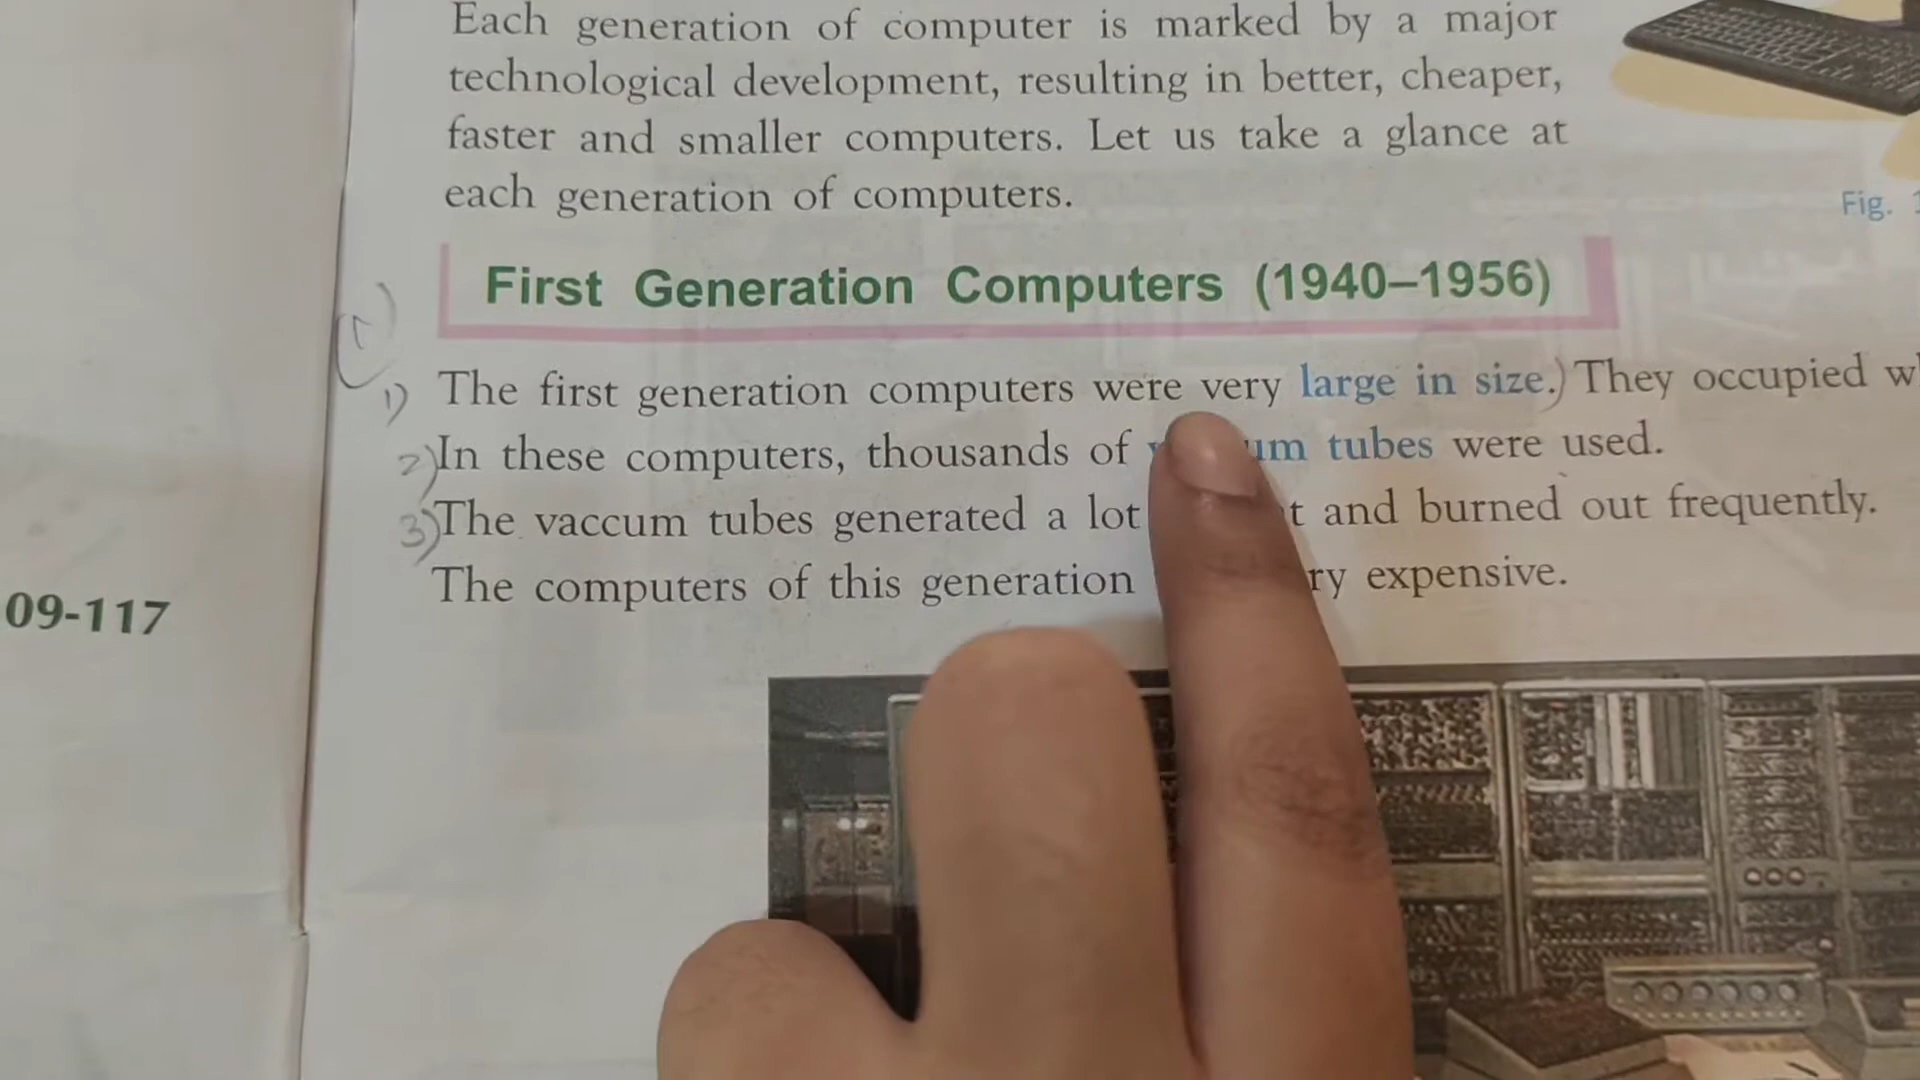 Each generation of computer is marked by a major
technological development, resulting in better, cheaper,
faster and smaller computers. Let us take a glance at
each generation of computers.
Fig.
First Generation Computers (1940–1956)
1)
1) The first generation computers were very large in size.) They occupied
2) In these computers, thousands of tubes were used.
3) The vaccum tubes generated a lot and burned out frequently.
The computers of this generation expensive.
09-117